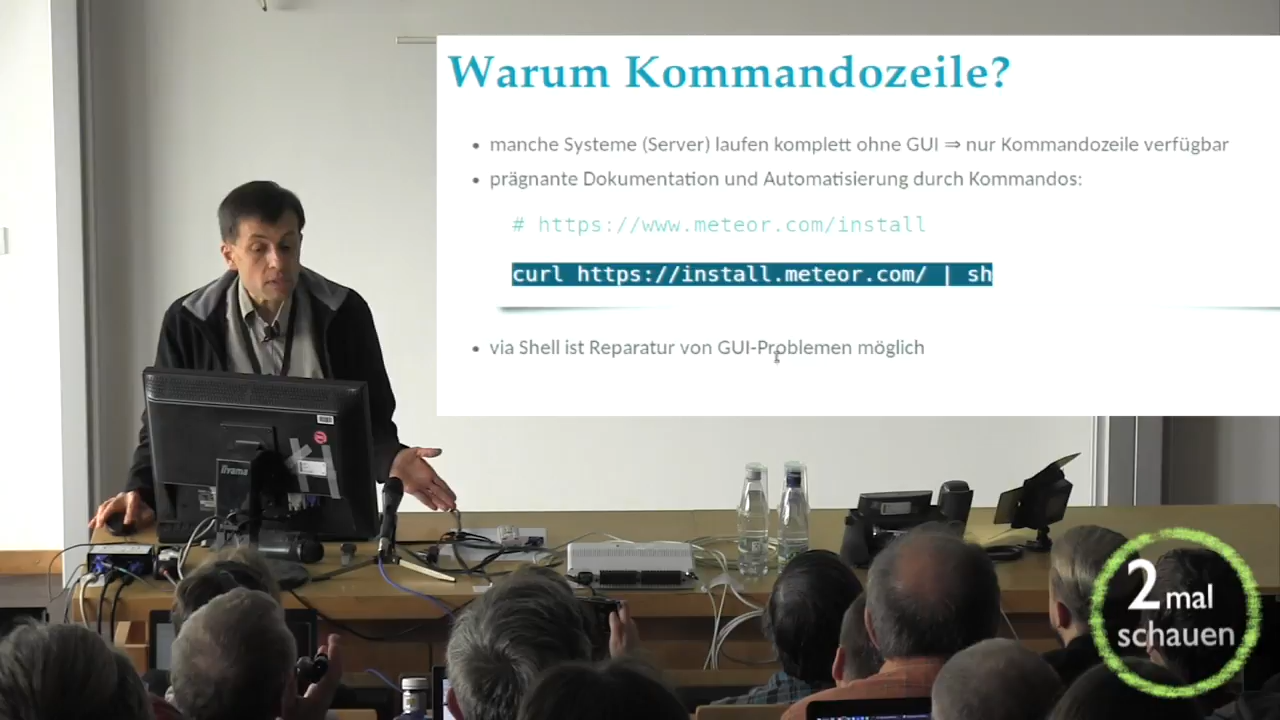 Warum Kommandozeile?
• manche Systeme (Server) laufen komplett ohne GUI ⇒ nur Kommandozeile verfügbar
• prägnante Dokumentation und Automatisierung durch Kommandos:
# https://www.meteor.com/install
curl https://install.meteor.com/ | sh
• via Shell ist Reparatur von GUI-Problemen möglich
iiyama
2 mal
schauen